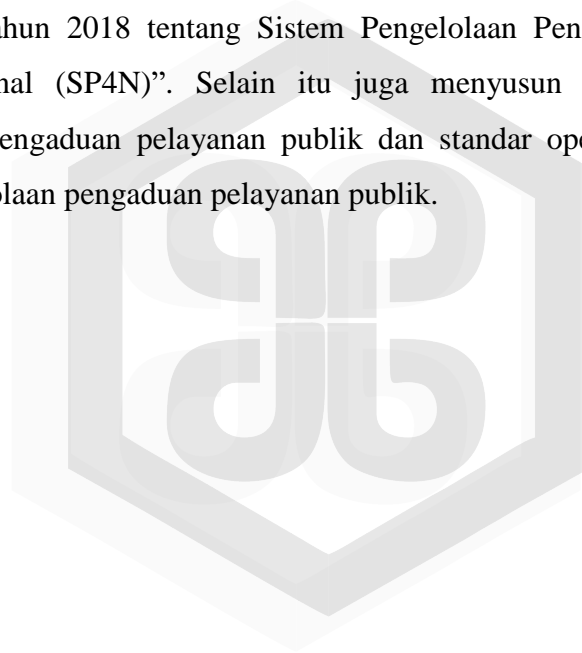 ahun 2018 tentang Sistem Pengelolaan Pen
nal (SP4N)”. Selain itu juga menyusun
engaduan pelayanan publik dan standar ope
olaan pengaduan pelayanan publik.